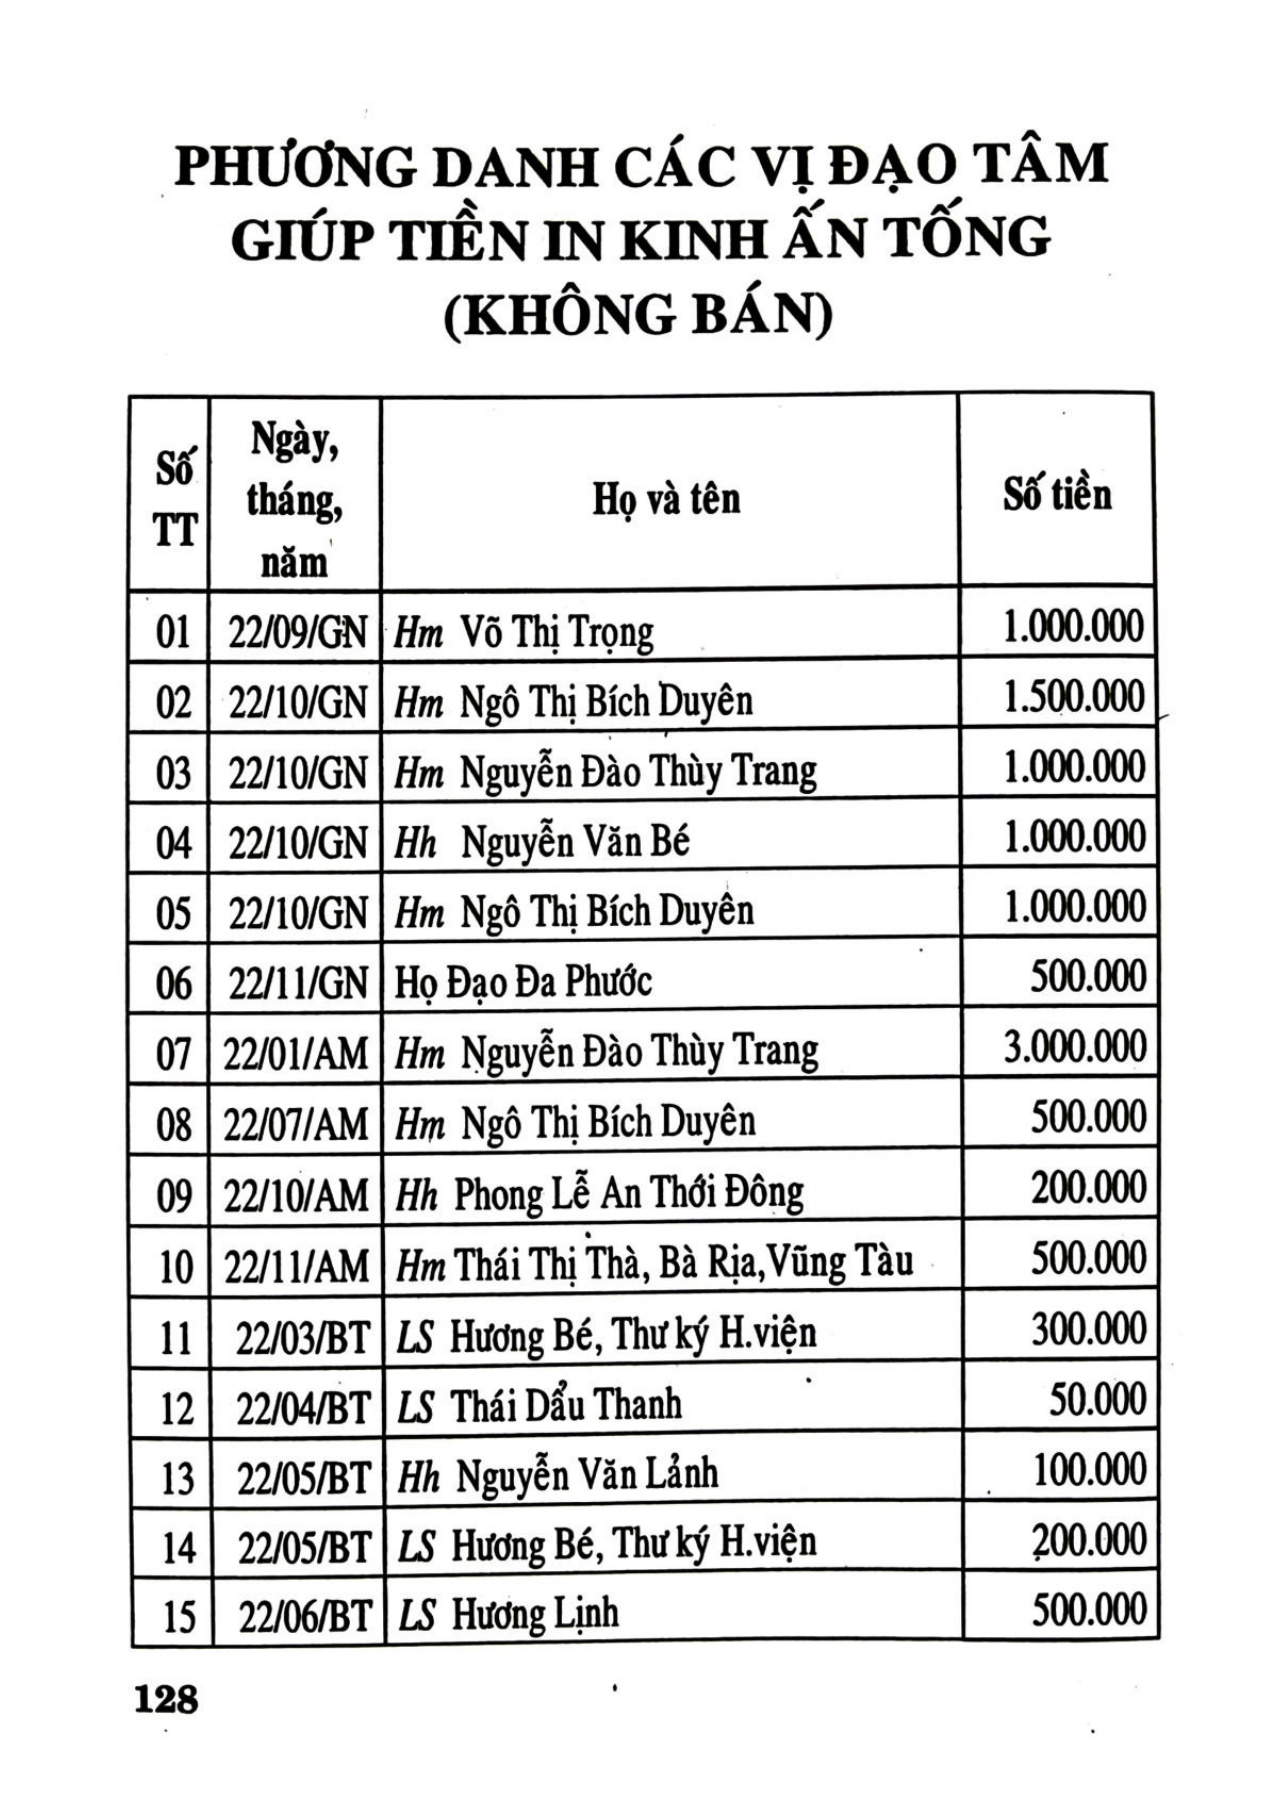 PHƯƠNG DANH CÁC VỊ ĐẠO TÂM
GIÚP TIỀN IN KINH ẤN TỐNG
(KHÔNG BÁN)
Số TT Ngày, tháng, năm Họ và tên Số tiền
01 22/09/GN Hm Võ Thị Trọng 1.000.000
02 22/10/GN Hm Ngô Thị Bích Duyên 1.500.000
03 22/10/GN Hm Nguyễn Đào Thùy Trang 1.000.000
04 22/10/GN Hh Nguyễn Văn Bé 1.000.000
05 22/10/GN Hm Ngô Thị Bích Duyên 1.000.000
06 22/11/GN Họ Đạo Đa Phước 500.000
07 22/01/AM Hm Nguyễn Đào Thùy Trang 3.000.000
08 22/07/AM Hm Ngô Thị Bích Duyên 500.000
09 22/10/AM Hh Phong Lễ An Thới Đông 200.000
10 22/11/AM Hm Thái Thị Thà, Bà Rịa,Vũng Tàu 500.000
11 22/03/BT LS Hương Bé, Thư ký H.viện 300.000
12 22/04/BT LS Thái Dẩu Thanh 50.000
13 22/05/BT Hh Nguyễn Văn Lảnh 100.000
14 22/05/BT LS Hương Bé, Thư ký H.viện 200.000
15 22/06/BT LS Hương Lịnh 500.000
128